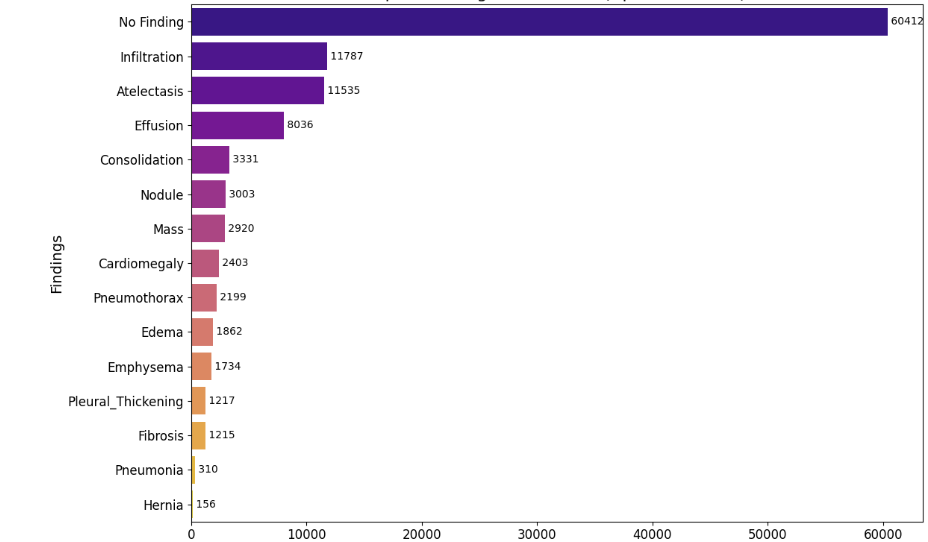 No Finding 60412
Infiltration 11787
Atelectasis 11535
Effusion 8036
Consolidation 3331
Nodule 3003
Mass 2920
Cardiomegaly 2403
Pneumothorax 2199
Edema 1862
Emphysema 1734
Pleural_Thickening 1217
Fibrosis 1215
Pneumonia 310
Hernia 156
Findings
0 10000 20000 30000 40000 50000 60000